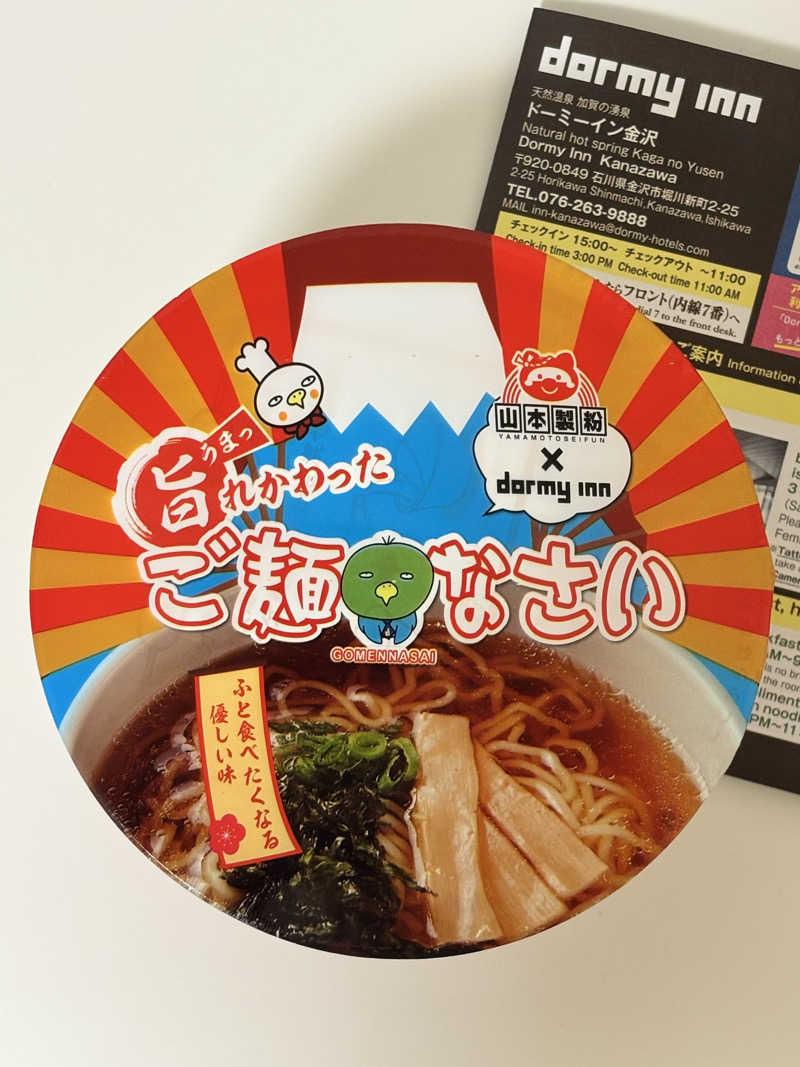 dormy inn
天然温泉 加賀の湧泉
ドーミーイン金沢
Natural hot spring Kaga no Yusen
Dormy Inn Kanazawa
〒920-0849 石川県金沢市堀川新町2-25
2-25 Horikawa Shinmachi,Kanazawa,Ishikawa
TEL.076-263-9888
MAIL inn-kanazawa@dormy-hotels.com
チェックイン 15:00~ チェックアウト ~11:00
Check-in time 3:00 PM Check-out time 11:00 AM
らフロント(内線7番)へ
dial 7 to the front desk.
ご案内 Information
山本製粉
YAMAMOTOSEIFUN
×
dormy inn
うまっ
旨れかわった
ご麺なさい
GOMENNASAI
ふと食べたくなる
優しい味